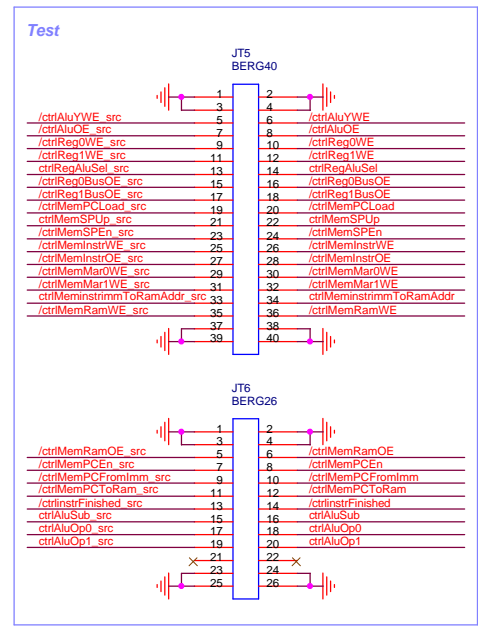 Test
JT5
BERG40
1 2
3 4
/ctrlAluYWE_src 5 6 /ctrlAluYWE
/ctrlAluOE_src 7 8 /ctrlAluOE
/ctrlReg0WE_src 9 10 /ctrlReg0WE
/ctrlReg1WE_src 11 12 /ctrlReg1WE
ctrlRegAluSel_src 13 14 ctrlRegAluSel
/ctrlReg0BusOE_src 15 16 /ctrlReg0BusOE
/ctrlReg1BusOE_src 17 18 /ctrlReg1BusOE
/ctrlMemPCLoad_src 19 20 /ctrlMemPCLoad
ctrlMemSPUp_src 21 22 ctrlMemSPUp
/ctrlMemSPEn_src 23 24 /ctrlMemSPEn
/ctrlMemInstrWE_src 25 26 /ctrlMemInstrWE
/ctrlMemInstrOE_src 27 28 /ctrlMemInstrOE
/ctrlMemMar0WE_src 29 30 /ctrlMemMar0WE
/ctrlMemMar1WE_src 31 32 /ctrlMemMar1WE
ctrlMeminstrimmToRamAddr_src 33 34 ctrlMeminstrimmToRamAddr
/ctrlMemRamWE_src 35 36 /ctrlMemRamWE
37 38
39 40
JT6
BERG26
1 2
3 4
/ctrlMemRamOE_src 5 6 /ctrlMemRamOE
/ctrlMemPCEn_src 7 8 /ctrlMemPCEn
/ctrlMemPCFromImm_src 9 10 /ctrlMemPCFromImm
/ctrlMemPCToRam_src 11 12 /ctrlMemPCToRam
/ctrlinstrFinished_src 13 14 /ctrlinstrFinished
ctrlAluSub_src 15 16 ctrlAluSub
ctrlAluOp0_src 17 18 ctrlAluOp0
ctrlAluOp1_src 19 20 ctrlAluOp1
21 22
23 24
25 26